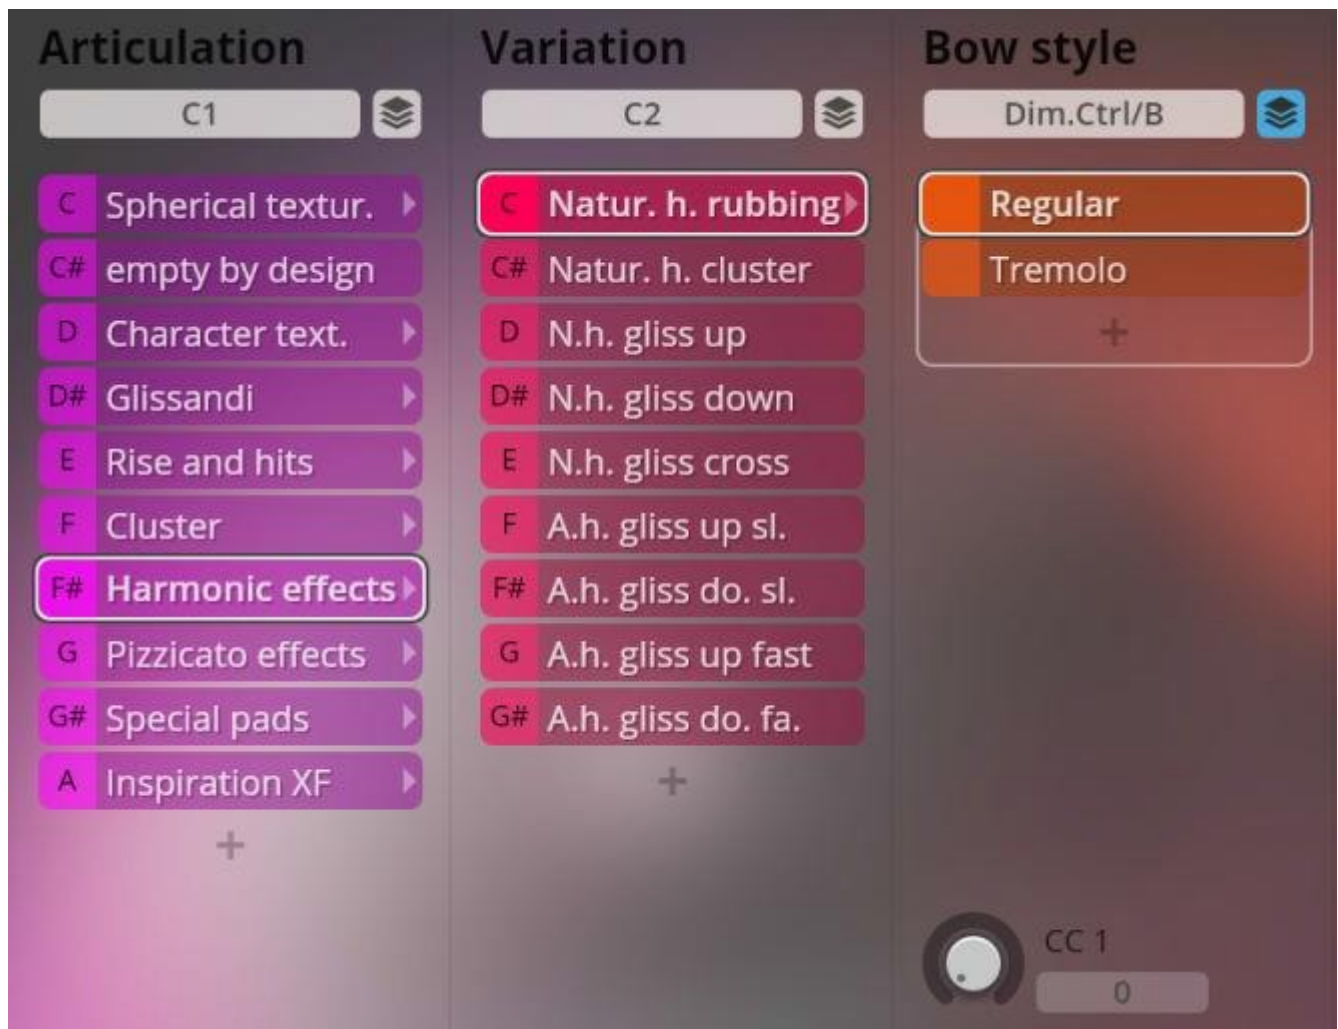 Articulation
C1
C Spherical textur.
C# empty by design
D Character text.
D# Glissandi
E Rise and hits
F Cluster
F# Harmonic effects
G Pizzicato effects
G# Special pads
A Inspiration XF
+
Variation
C2
C Natur. h. rubbing
C# Natur. h. cluster
D N.h. gliss up
D# N.h. gliss down
E N.h. gliss cross
F A.h. gliss up sl.
F# A.h. gliss do. sl.
G A.h. gliss up fast
G# A.h. gliss do. fa.
+
Bow style
Dim.Ctrl/B
Regular
Tremolo
+
CC 1
0